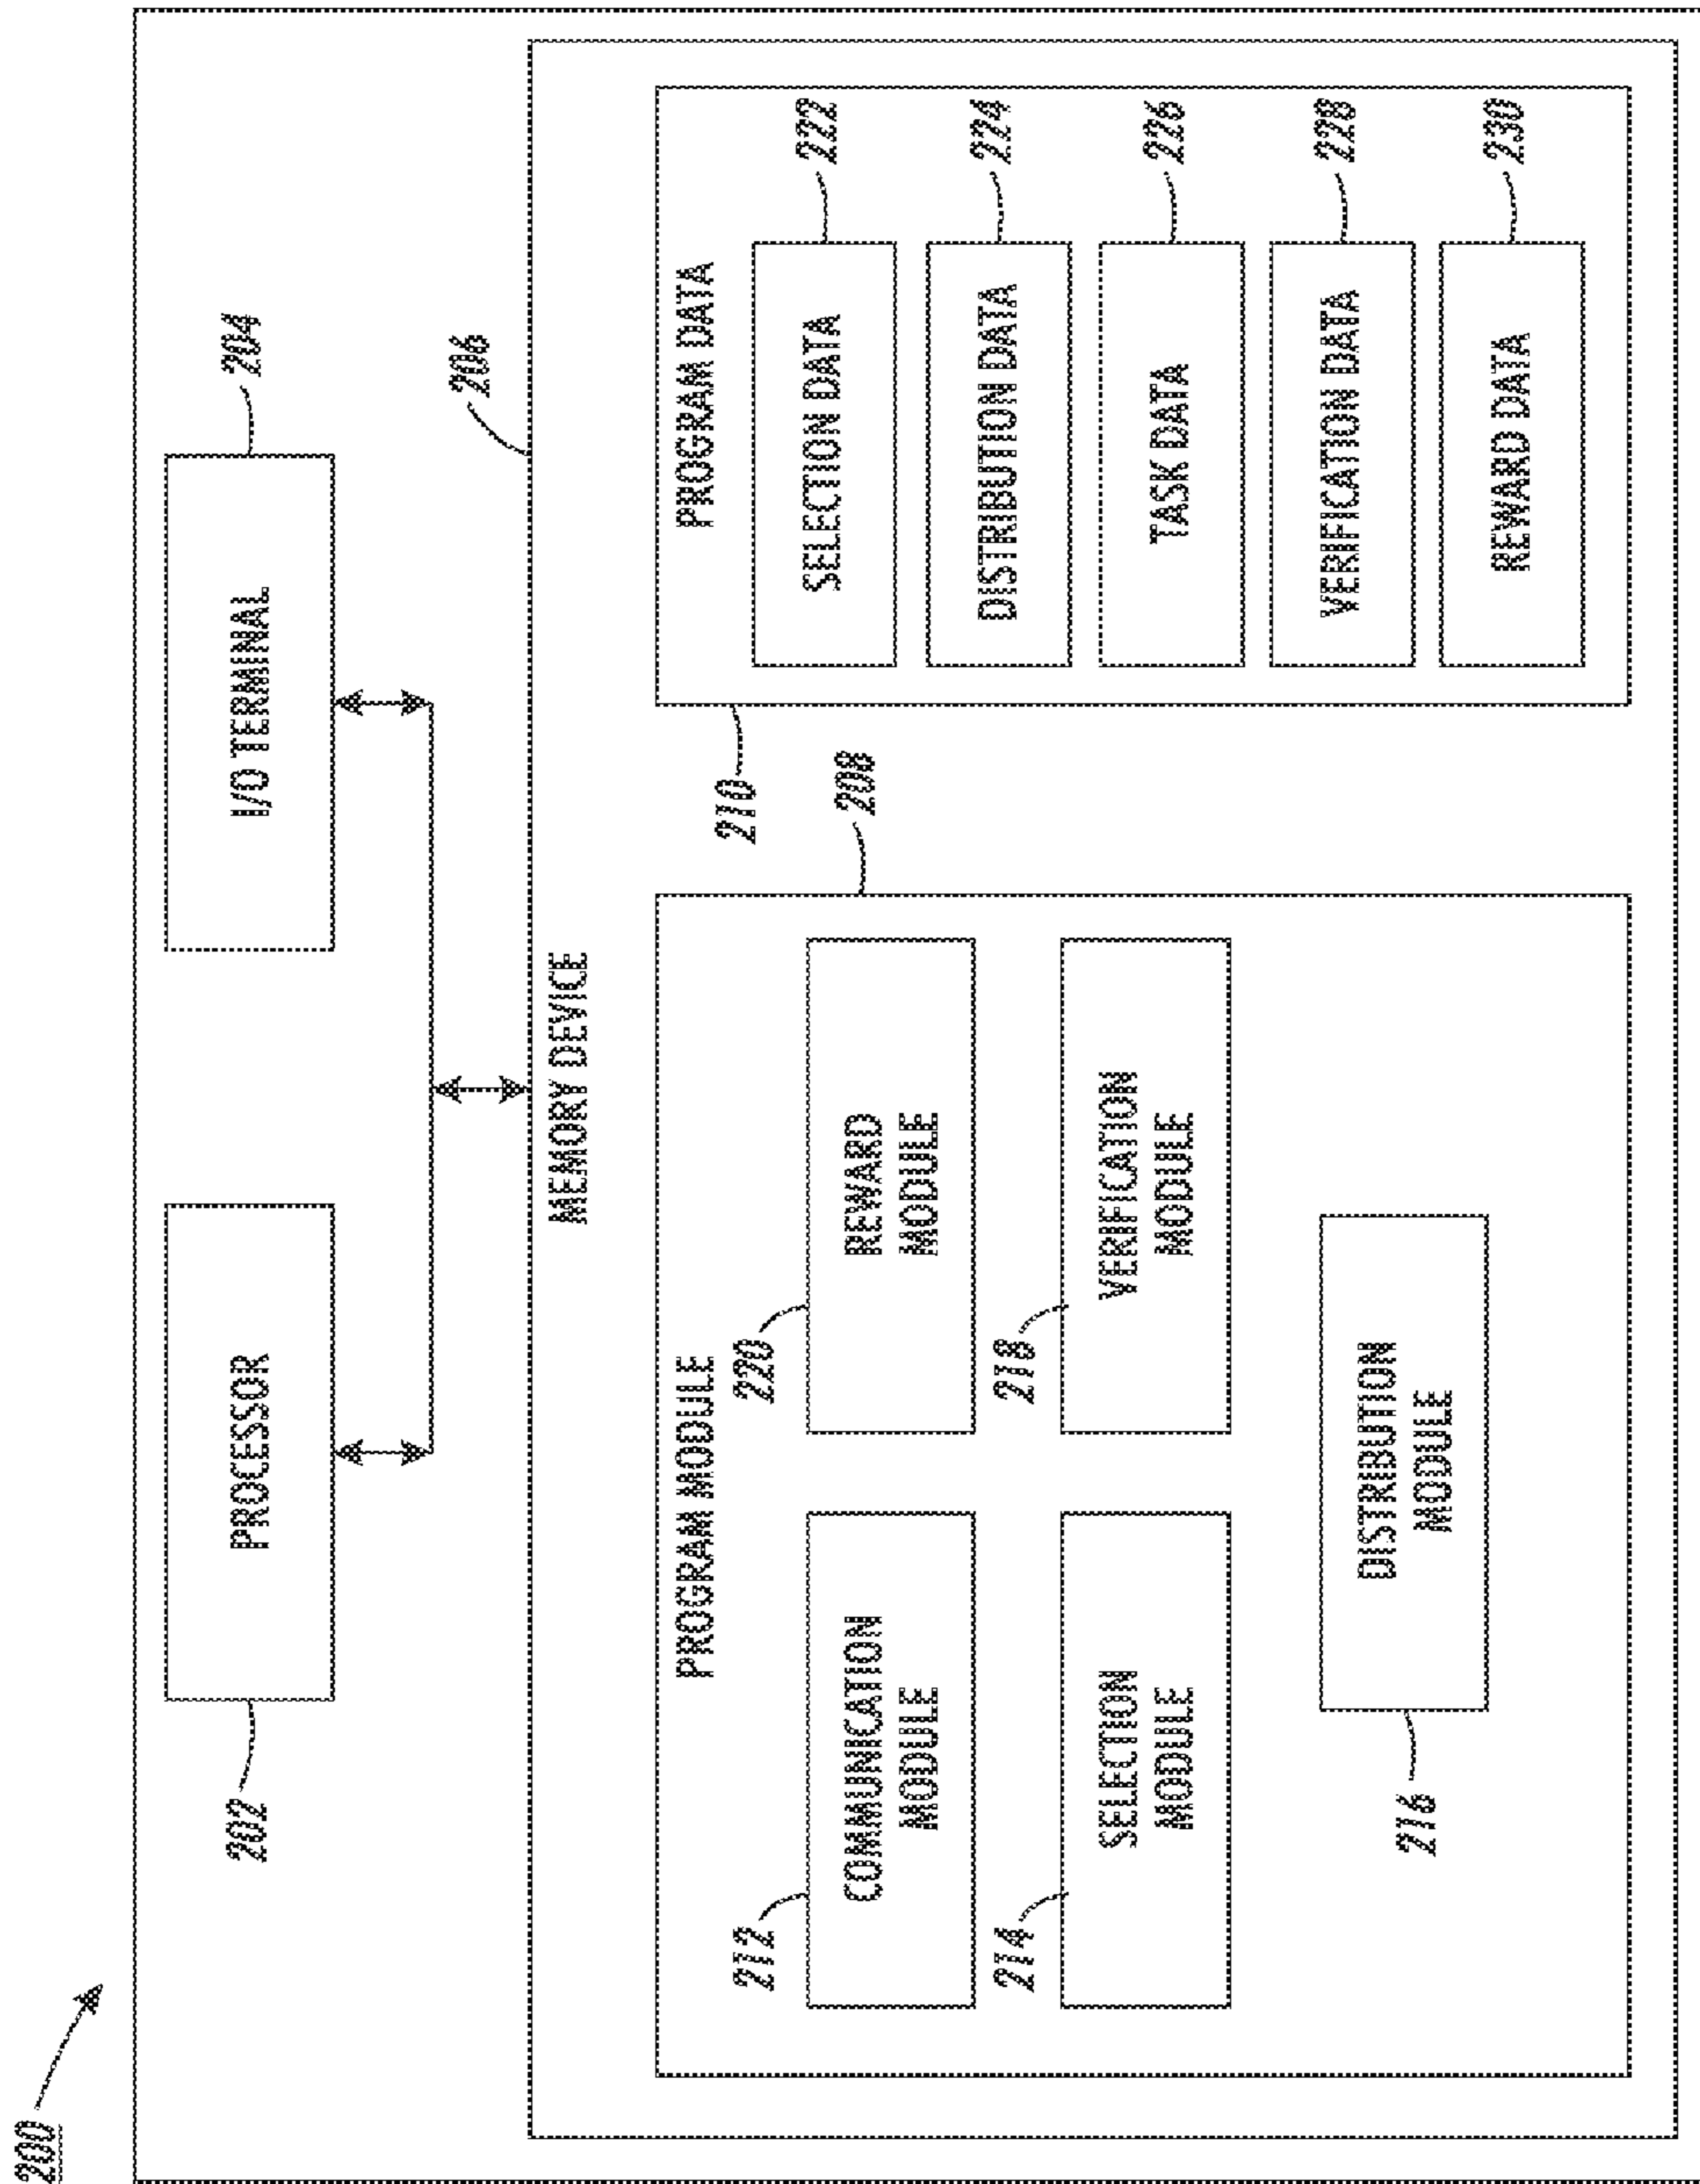 200
202
PROCESSOR
I/O TERMINAL
204
206
MEMORY DEVICE
PROGRAM MODULE
208
212
COMMUNICATION
MODULE
220
REWARD
MODULE
214
SELECTION
MODULE
218
VERIFICATION
MODULE
216
DISTRIBUTION
MODULE
210
PROGRAM DATA
SELECTION DATA
222
DISTRIBUTION DATA
224
TASK DATA
226
VERIFICATION DATA
228
REWARD DATA
230